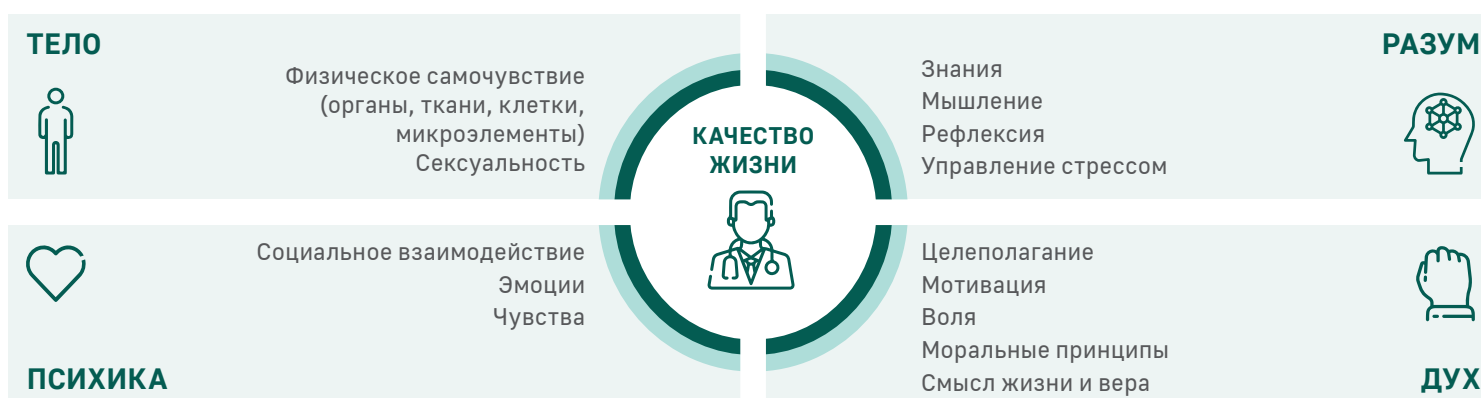 ТЕЛО
Физическое самочувствие
(органы, ткани, клетки,
микроэлементы)
Сексуальность
КАЧЕСТВО
ЖИЗНИ
РАЗУМ
Знания
Мышление
Рефлексия
Управление стрессом
Социальное взаимодействие
Эмоции
Чувства
ПСИХИКА
Целеполагание
Мотивация
Воля
Моральные принципы
Смысл жизни и вера
ДУХ